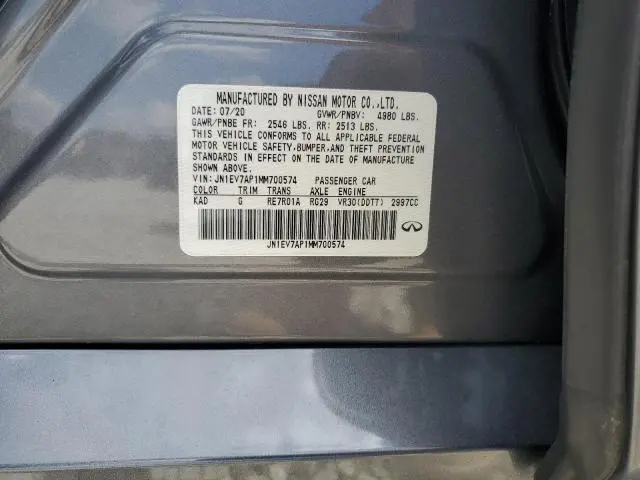 MANUFACTURED BY NISSAN MOTOR CO.,LTD.
DATE: 07/20 GVWR/PNBV: 4980 LBS.
GAWR/PNBE FR: 2546 LBS. RR: 2513 LBS.
THIS VEHICLE CONFORMS TO ALL APPLICABLE FEDERAL
MOTOR VEHICLE SAFETY,BUMPER,AND THEFT PREVENTION
STANDARDS IN EFFECT ON THE DATE OF MANUFACTURE
SHOWN ABOVE.
VIN: JN1EV7AP1MM700574 PASSENGER CAR
COLOR TRIM TRANS AXLE ENGINE
KAD G RE7R01A RG29 VR30(DDTT) 2997CC
JN1EV7AP1MM700574